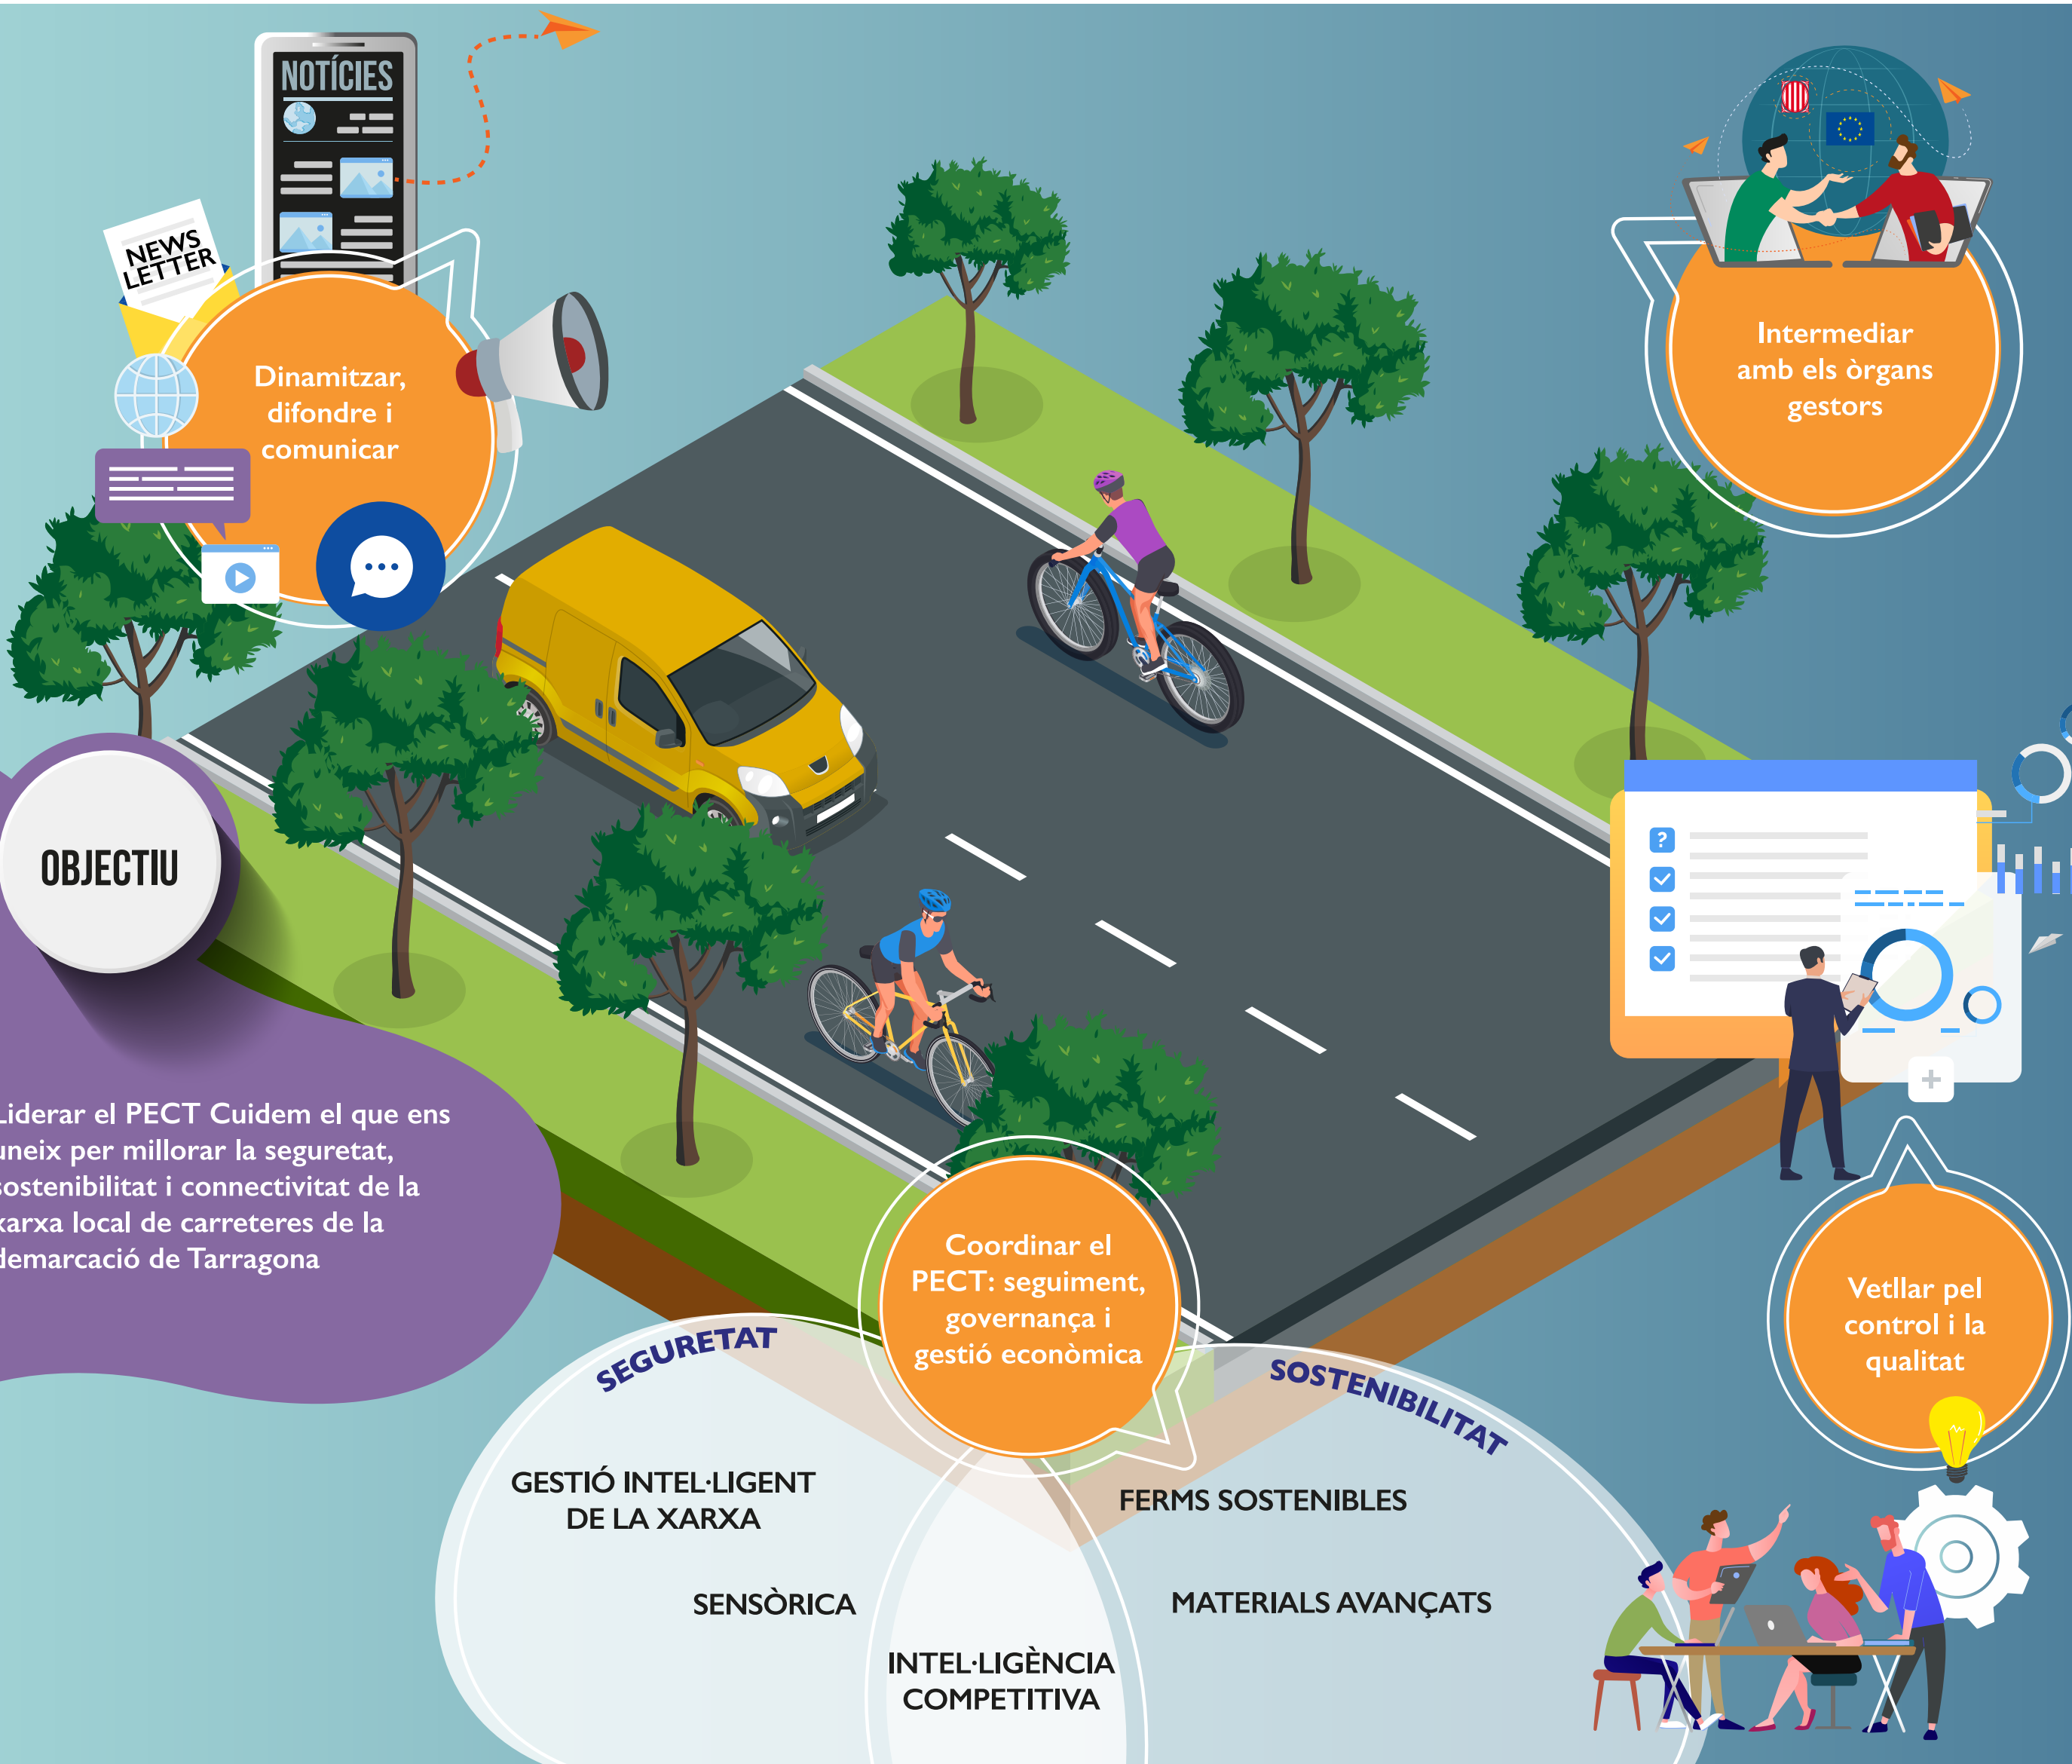 NOTÍCIES
NEWS
LETTER
Dinamitzar,
difondre i
comunicar
Intermediar
amb els òrgans
gestors
OBJECTIU
Liderar el PECT Cuidem el que ens
uneix per millorar la seguretat,
sostenibilitat i connectivitat de la
xarxa local de carreteres de la
demarcació de Tarragona
?
Coordinar el
PECT: seguiment,
governança i
gestió econòmica
Vetllar pel
control i la
qualitat
SEGURETAT
GESTIÓ INTEL·LIGENT
DE LA XARXA
SENSÒRICA
INTEL·LIGÈNCIA
COMPETITIVA
SOSTENIBILITAT
FERMS SOSTENIBLES
MATERIALS AVANÇATS